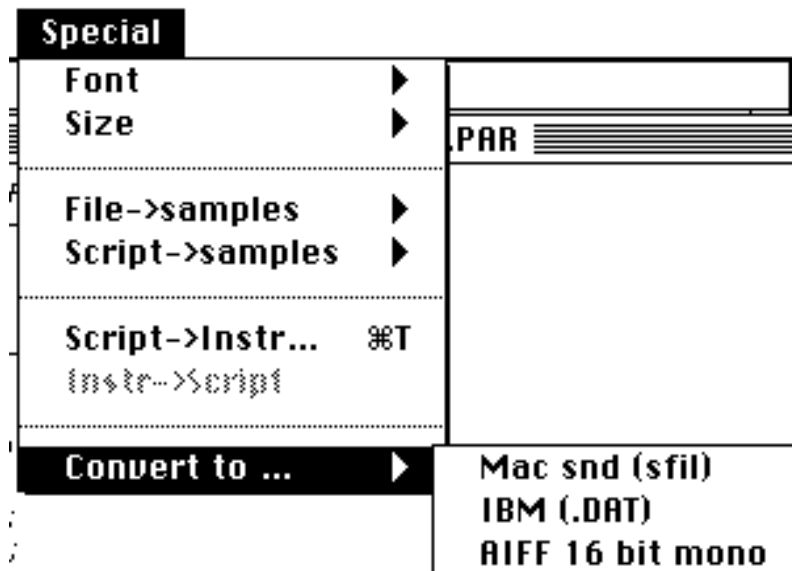 Special
Font
Size
.PAR
File->samples
Script->samples
Script->Instr... ⌘T
Instr->Script
Convert to ...
Mac snd (sfil)
IBM (.DAT)
AIFF 16 bit mono